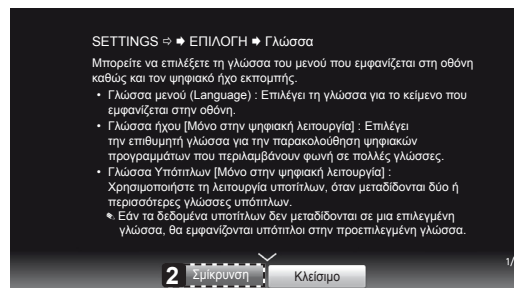 SETTINGS ⇨ ➡ ΕΠΙΛΟΓΗ ➡ Γλώσσα
Μπορείτε να επιλέξετε τη γλώσσα του μενού που εμφανίζεται στη οθόνη
καθώς και τον ψηφιακό ήχο εκπομπής.
• Γλώσσα μενού (Language) : Επιλέγει τη γλώσσα για το κείμενο που
εμφανίζεται στην οθόνη.
• Γλώσσα ήχου [Μόνο στην ψηφιακή λειτουργία] : Επιλέγει
την επιθυμητή γλώσσα για την παρακολούθηση ψηφιακών
προγραμμάτων που περιλαμβάνουν φωνή σε πολλές γλώσσες.
• Γλώσσα Υπότιτλων [Μόνο στην ψηφιακή λειτουργία] :
Χρησιμοποιήστε τη λειτουργία υποτίτλων, όταν μεταδίδονται δύο ή
περισσότερες γλώσσες υπότιτλων.
✎ Εάν τα δεδομένα υποτίτλων δεν μεταδίδονται σε μια επιλεγμένη
γλώσσα, θα εμφανίζονται υπότιτλοι στην προεπιλεγμένη γλώσσα.
1/
2 Σμίκρυνση Κλείσιμο